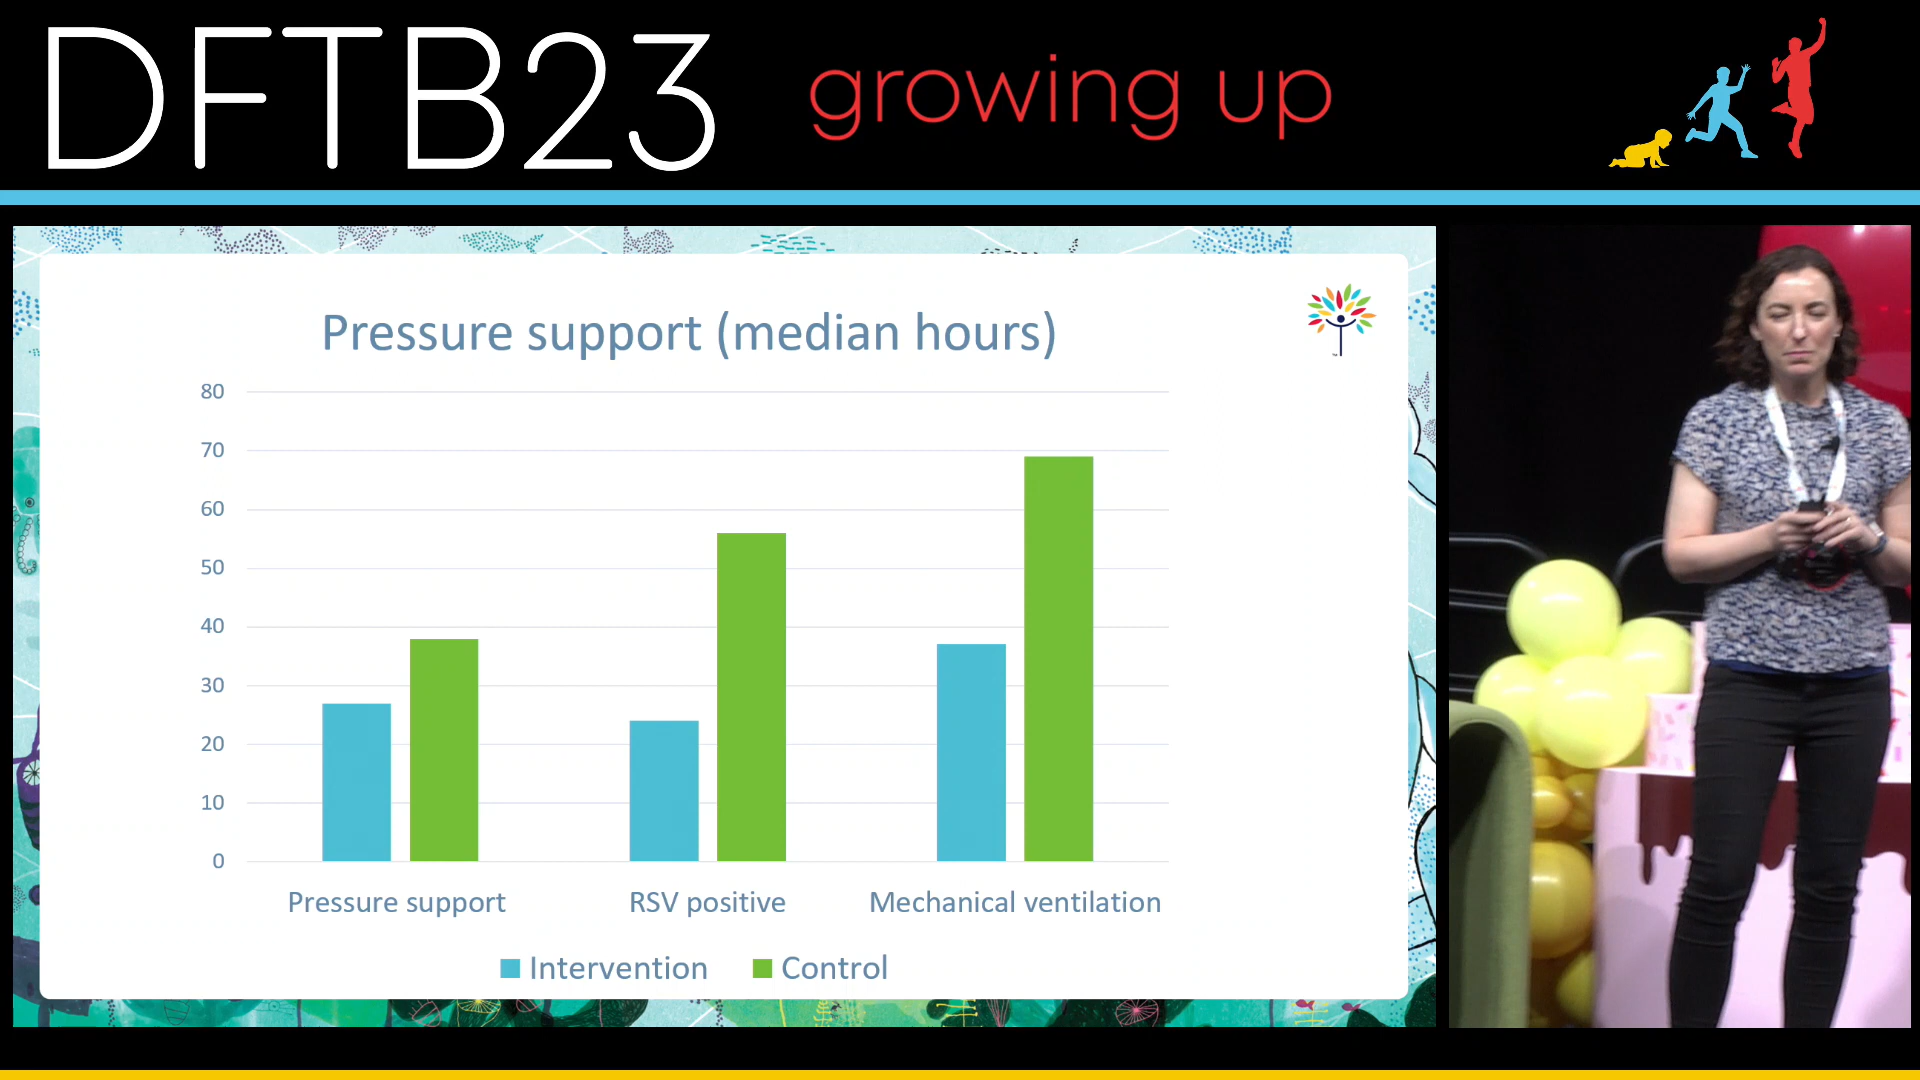 DFTB23 growing up
Pressure support (median hours)
80
70
60
50
40
30
20
10
0
Pressure support RSV positive Mechanical ventilation
Intervention Control